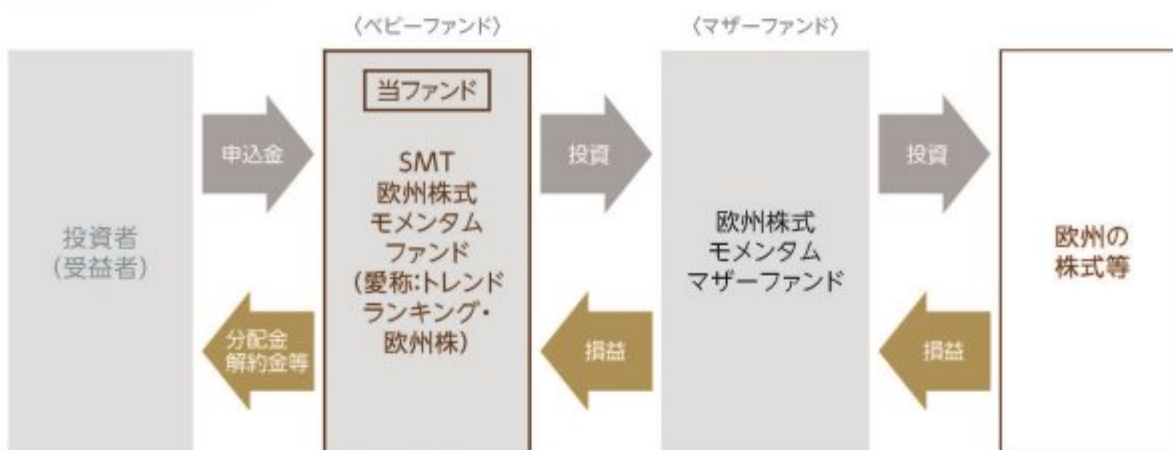 〈ベビーファンド〉
〈マザーファンド〉
投資者
(受益者)
申込金
分配金
解約金等
当ファンド
SMT
欧州株式
モメンタム
ファンド
(愛称:トレンド
ランキング・
欧州株)
投資
損益
欧州株式
モメンタム
マザーファンド
投資
損益
欧州の
株式等